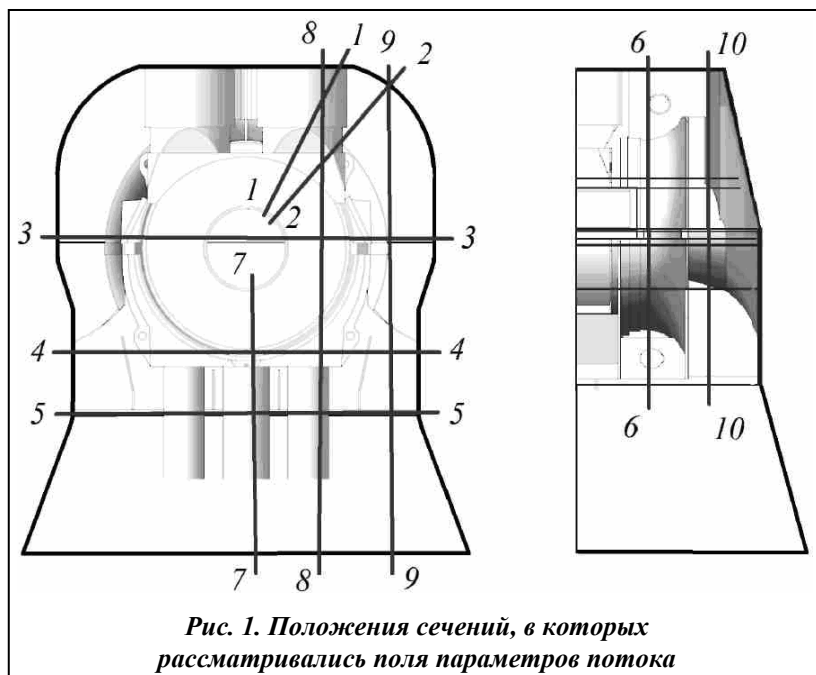 8 1 9 2
6 10
1
2
3 3
7
4 4
5 5
6 10
7 8 9
Рис. 1. Положения сечений, в которых
рассматривались поля параметров потока